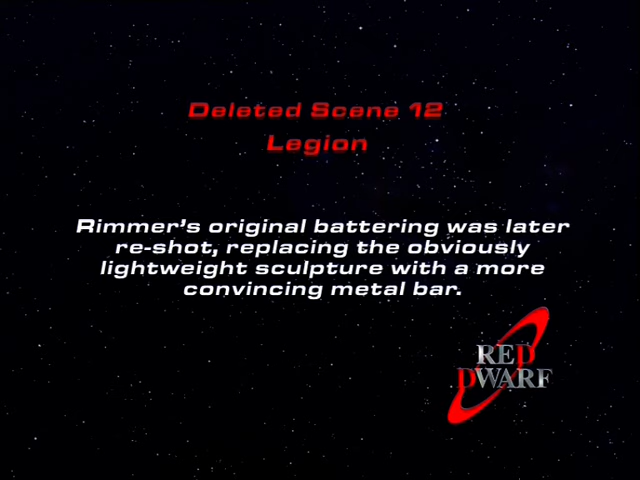 Deleted Scene 12
Legion
Rimmer's original battering was later
re-shot, replacing the obviously
lightweight sculpture with a more
convincing metal bar.
RED
DWARF